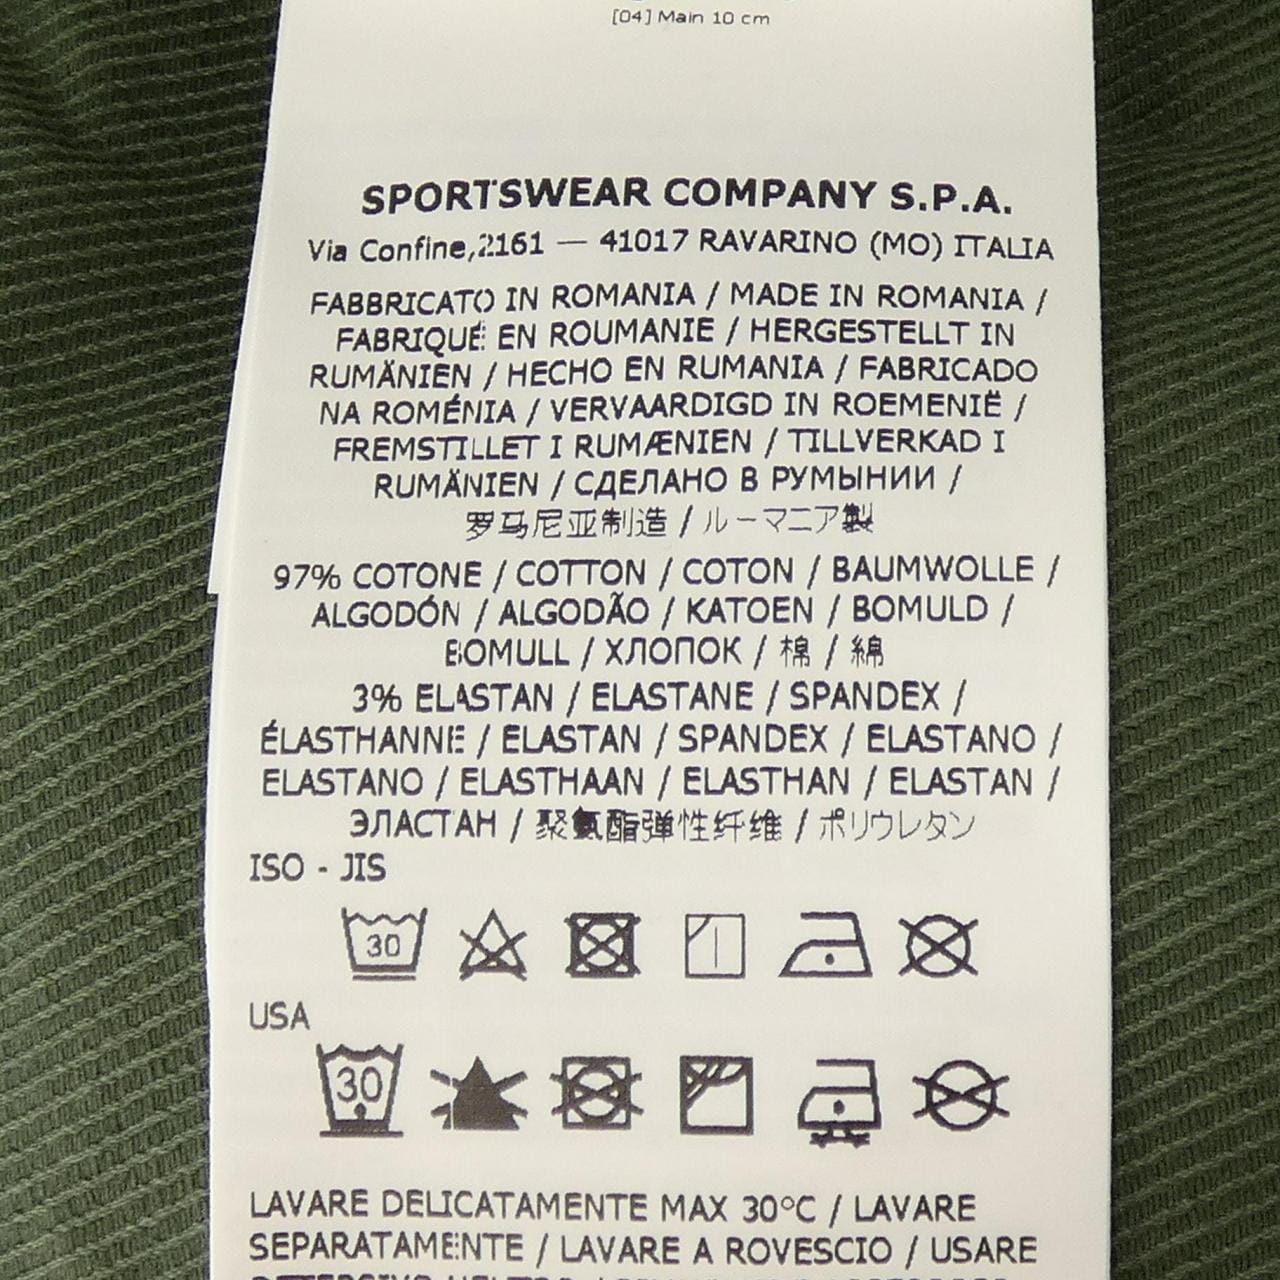 [04] Main 10 cm
SPORTSWEAR COMPANY S.P.A.
Via Confine,2161 — 41017 RAVARINO (MO) ITALIA
FABBRICATO IN ROMANIA / MADE IN ROMANIA /
FABRIQUÉ EN ROUMANIE / HERGESTELLT IN
RUMÄNIEN / HECHO EN RUMANIA / FABRICADO
NA ROMÉNIA / VERVAARDIGD IN ROEMENIË /
FREMSTILLET I RUMÆNIEN / TILLVERKAD I
RUMÄNIEN / СДЕЛАНО В РУМЫНИИ /
罗马尼亚制造 / ルーマニア製
97% COTONE / COTTON / COTON / BAUMWOLLE /
ALGODÓN / ALGODÃO / KATOEN / BOMULD /
BOMULL / ХЛОПОК / 棉 / 綿
3% ELASTAN / ELASTANE / SPANDEX /
ÉLASTHANNE / ELASTAN / SPANDEX / ELASTANO /
ELASTANO / ELASTHAAN / ELASTHAN / ELASTAN /
ЭЛАСТАН / 聚氨酯弹性纤维 / ポリウレタン
ISO - JIS
30
USA
30
LAVARE DELICATAMENTE MAX 30°C / LAVARE
SEPARATAMENTE / LAVARE A ROVESCIO / USARE